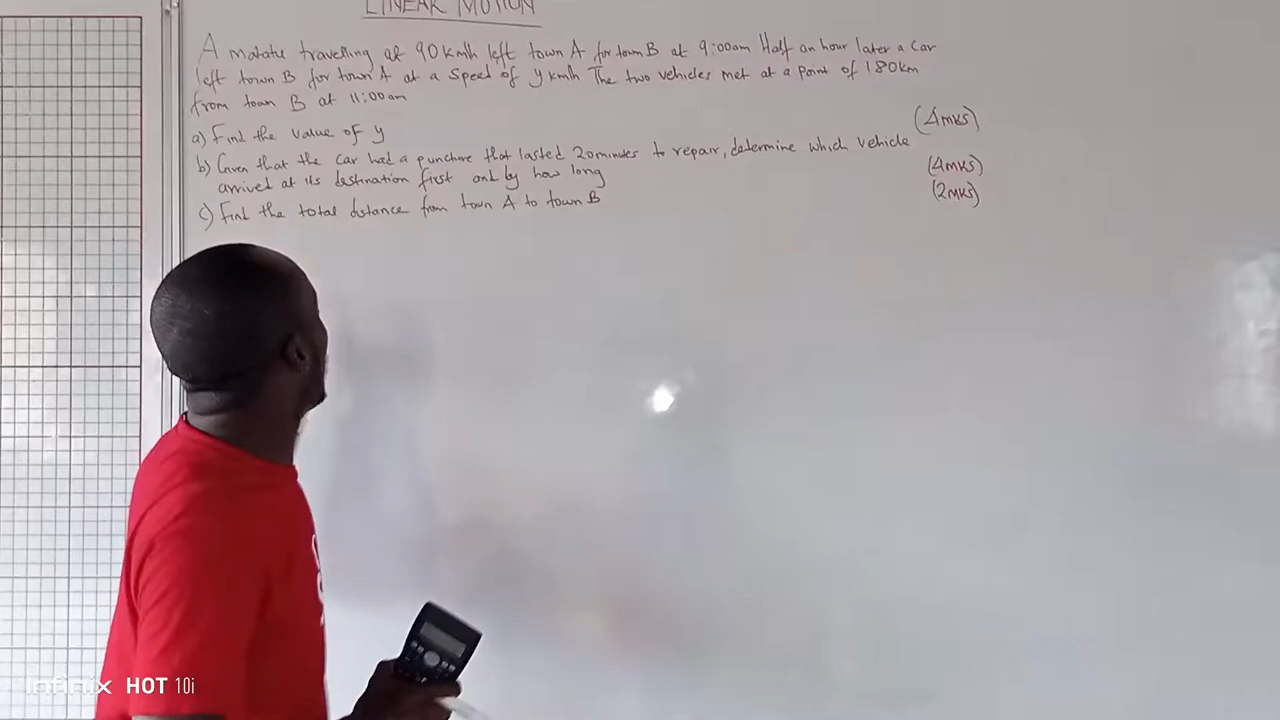 LINEAR MOTION
A matatu travelling at 90 km/h left town A for town B at 9:00am Half an hour later a car
left town B for town A at a speed of y km/h The two vehicles met at a point of 180km
from town B at 11:00am
a) Find the value of y (4mks)
b) Given that the car had a puncture that lasted 20minutes to repair, determine which vehicle
arrived at its destination first and by how long (4mks)
c) Find the total distance from town A to town B (2mks)
Infinix HOT 10i